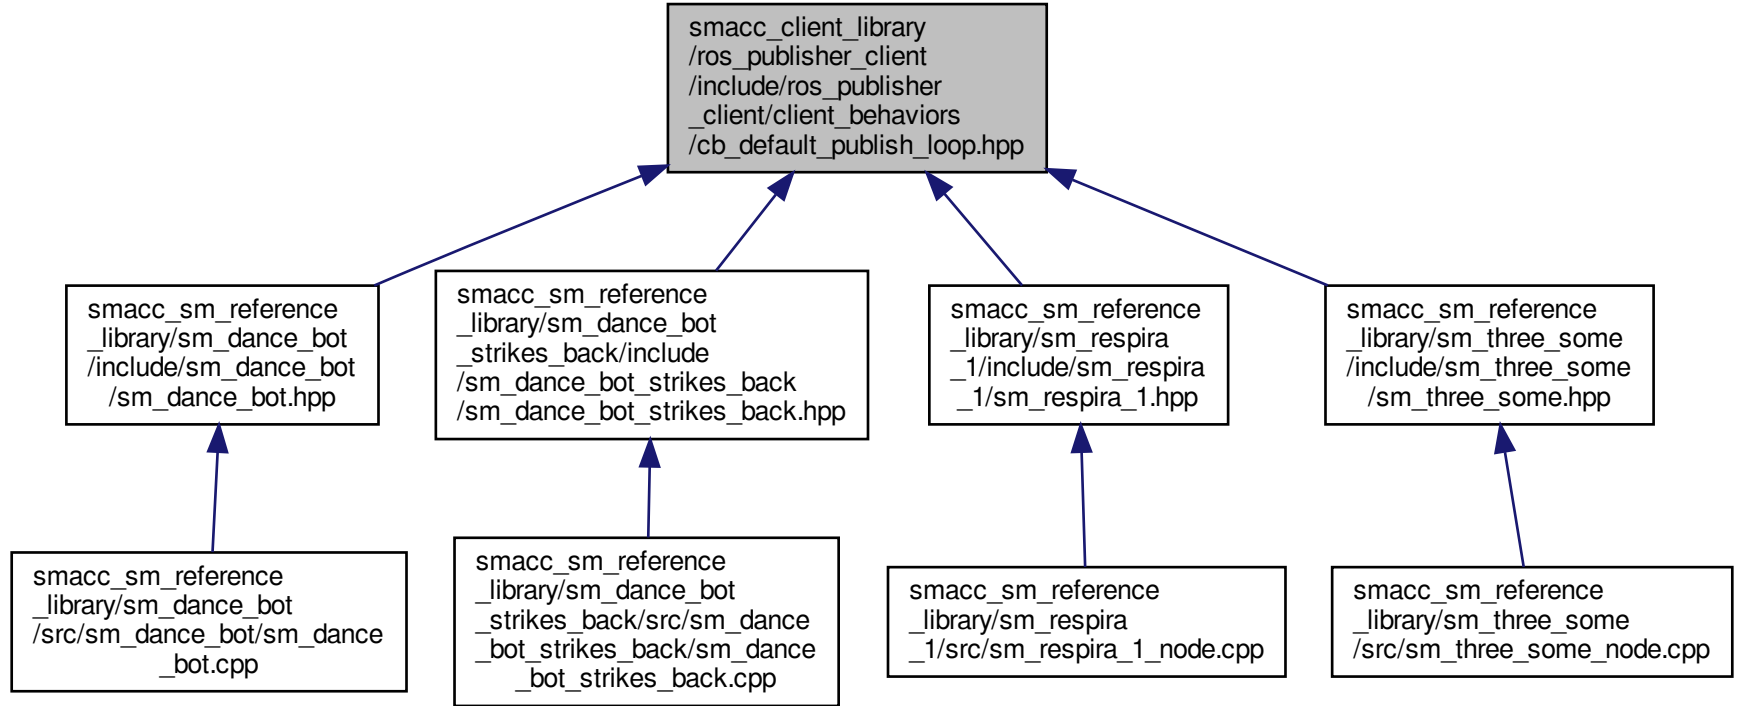 smacc_client_library
/ros_publisher_client
/include/ros_publisher
_client/client_behaviors
/cb_default_publish_loop.hpp
smacc_sm_reference
_library/sm_dance_bot
/include/sm_dance_bot
/sm_dance_bot.hpp
smacc_sm_reference
_library/sm_dance_bot
_strikes_back/include
/sm_dance_bot_strikes_back
/sm_dance_bot_strikes_back.hpp
smacc_sm_reference
_library/sm_respira
_1/include/sm_respira
_1/sm_respira_1.hpp
smacc_sm_reference
_library/sm_three_some
/include/sm_three_some
/sm_three_some.hpp
smacc_sm_reference
_library/sm_dance_bot
/src/sm_dance_bot/sm_dance
_bot.cpp
smacc_sm_reference
_library/sm_dance_bot
_strikes_back/src/sm_dance
_bot_strikes_back/sm_dance
_bot_strikes_back.cpp
smacc_sm_reference
_library/sm_respira
_1/src/sm_respira_1_node.cpp
smacc_sm_reference
_library/sm_three_some
/src/sm_three_some_node.cpp